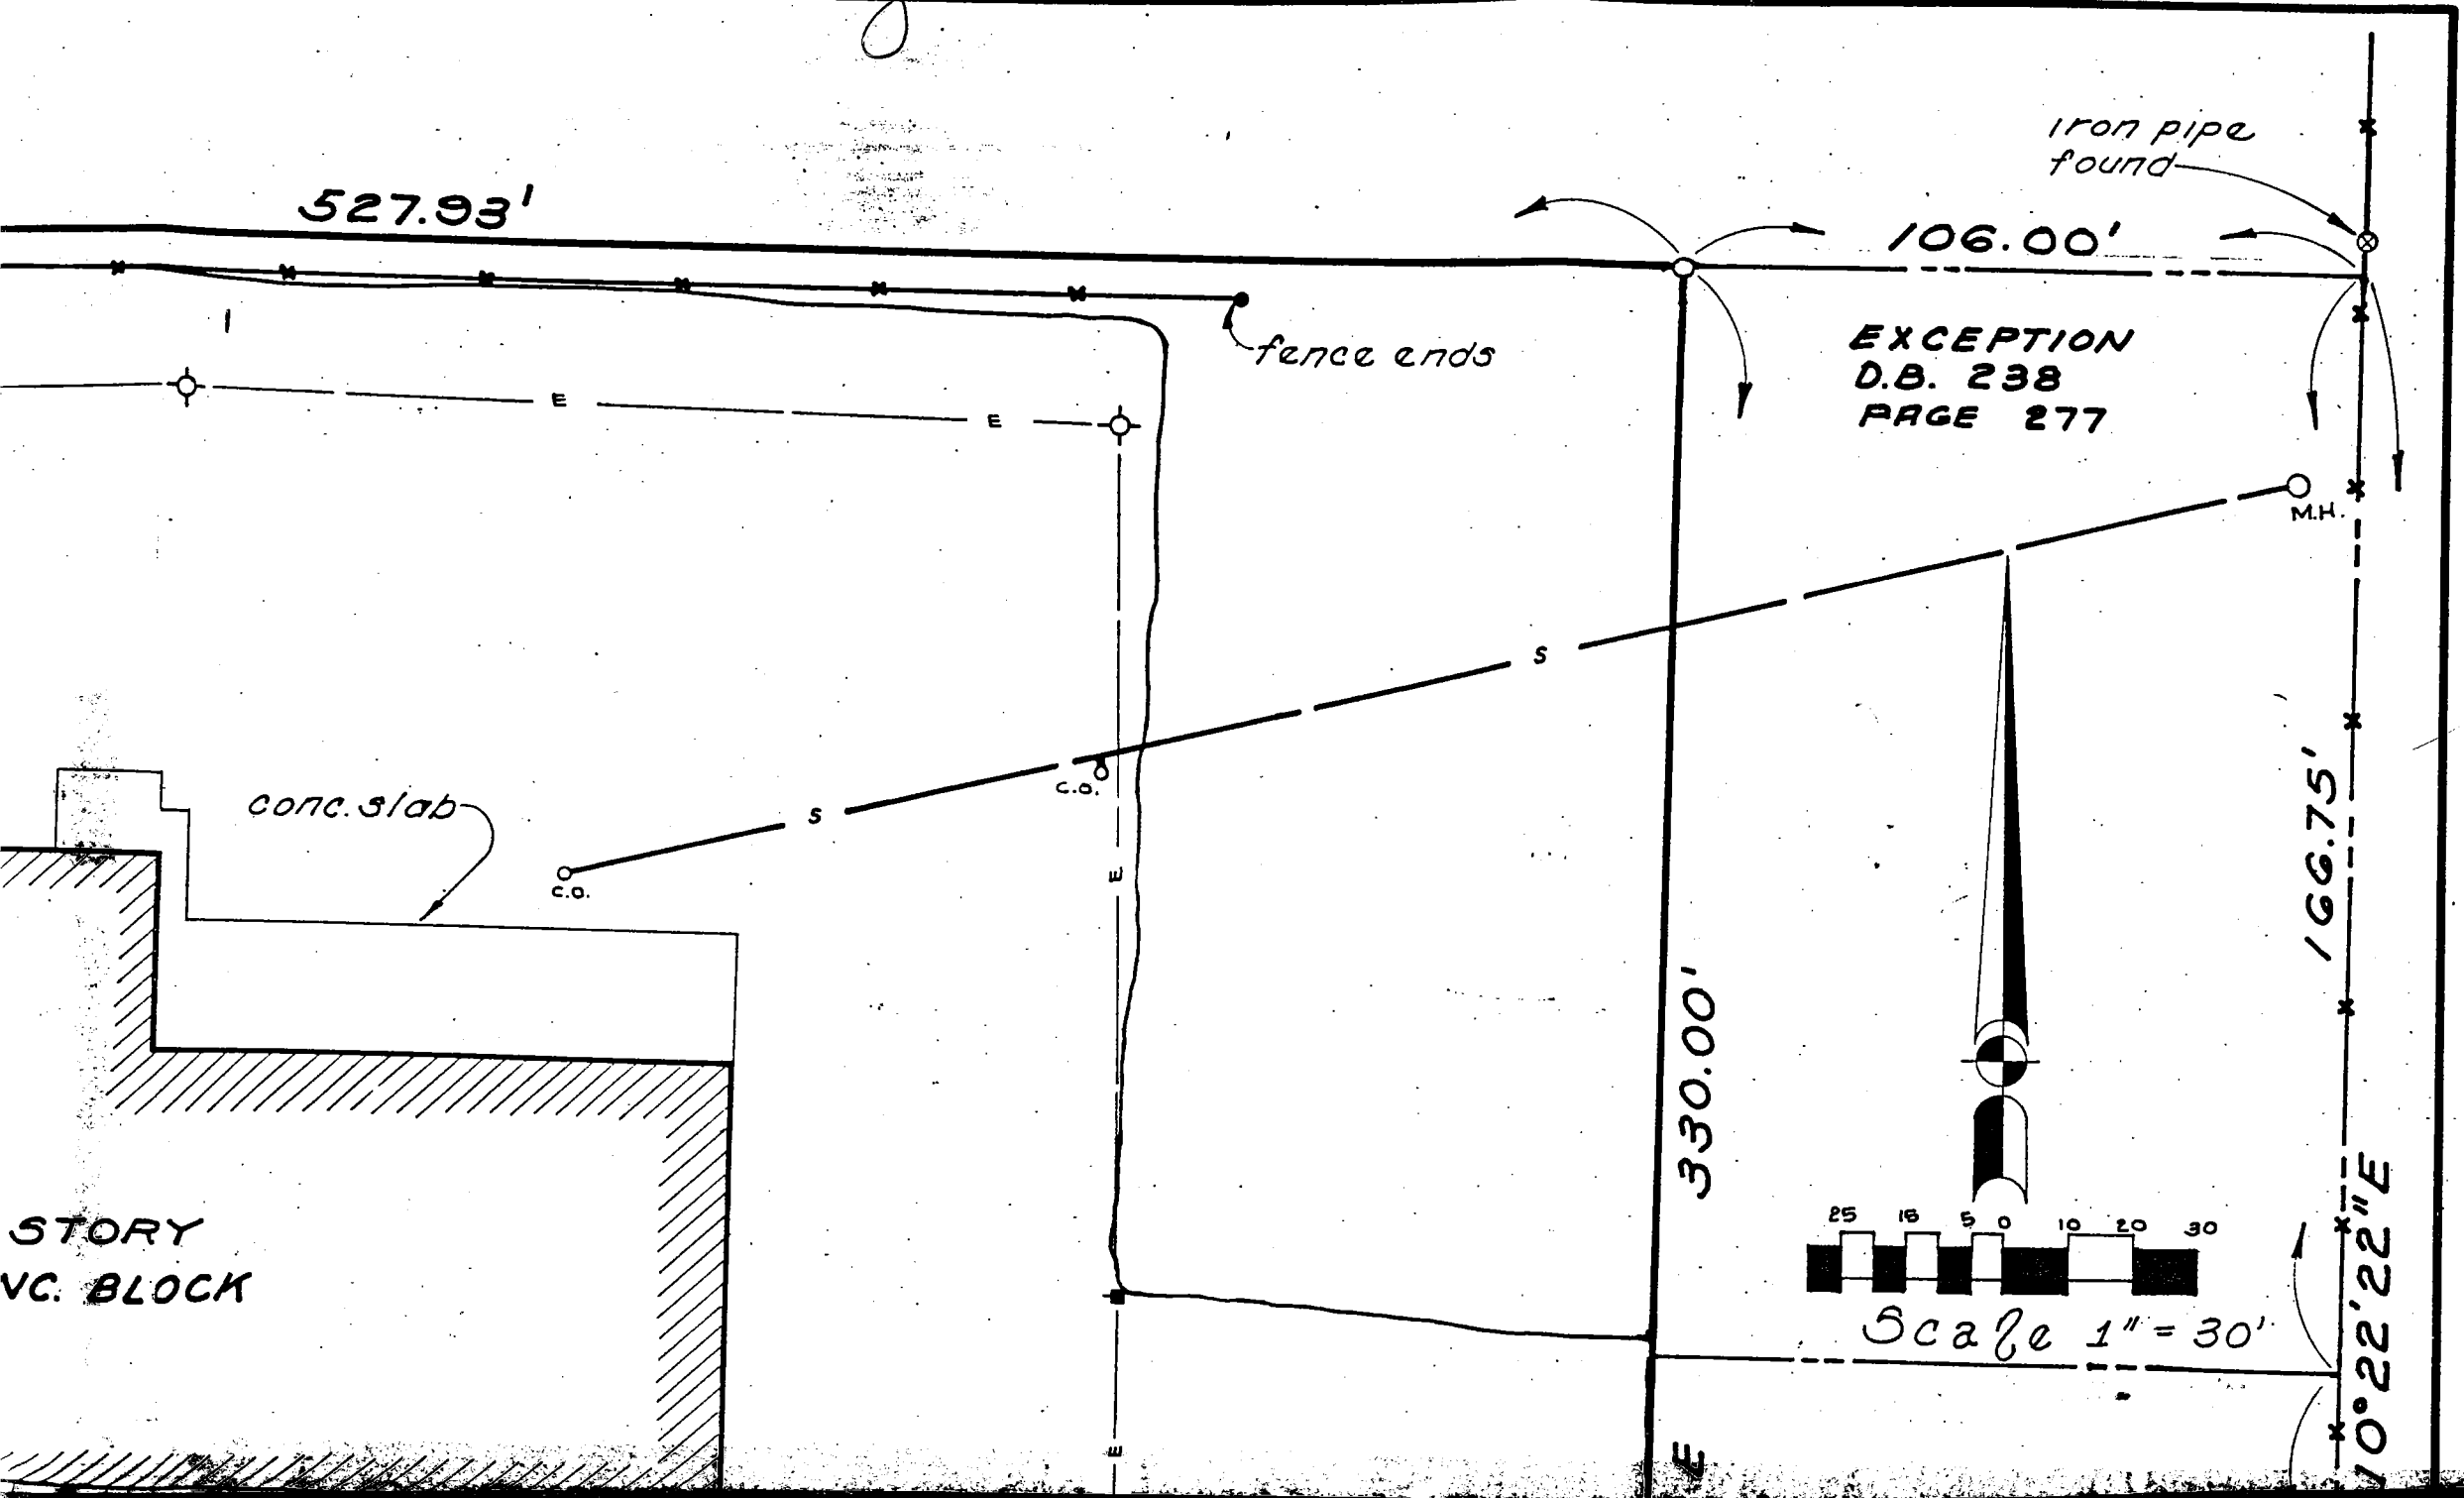 iron pipe
found
527.93'
106.00'
fence ends
EXCEPTION
D.B. 238
PAGE 277
E
E
M.H.
S
C.O.
conc. slab
S
C.O.
E
166.75'
330.00'
STORY
BLOCK
25 15 5 0 10 20 30
Scale 1" = 30'
10°22'22"E
E
E